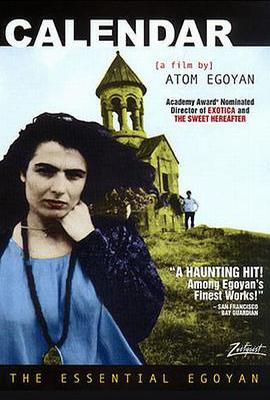 CALENDAR
[a film by]
ATOM EGOYAN
Academy Award® Nominated
Director of EXOTICA and
THE SWEET HEREAFTER
“A HAUNTING HIT!
Among Egoyan's
Finest Works!”
– SAN FRANCISCO
BAY GUARDIAN
Zeitgeist
THE ESSENTIAL EGOYAN